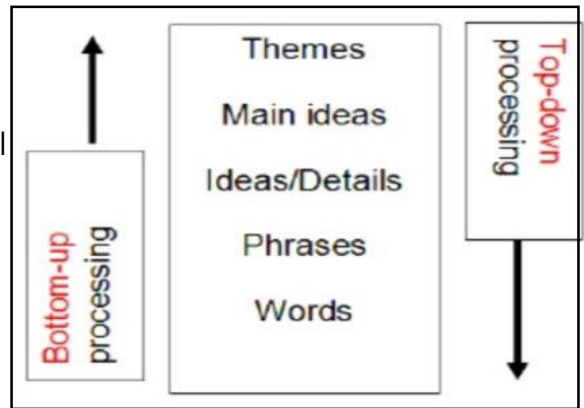 Bottom-up
processing
Themes
Main ideas
Ideas/Details
Phrases
Words
Top-down
processing